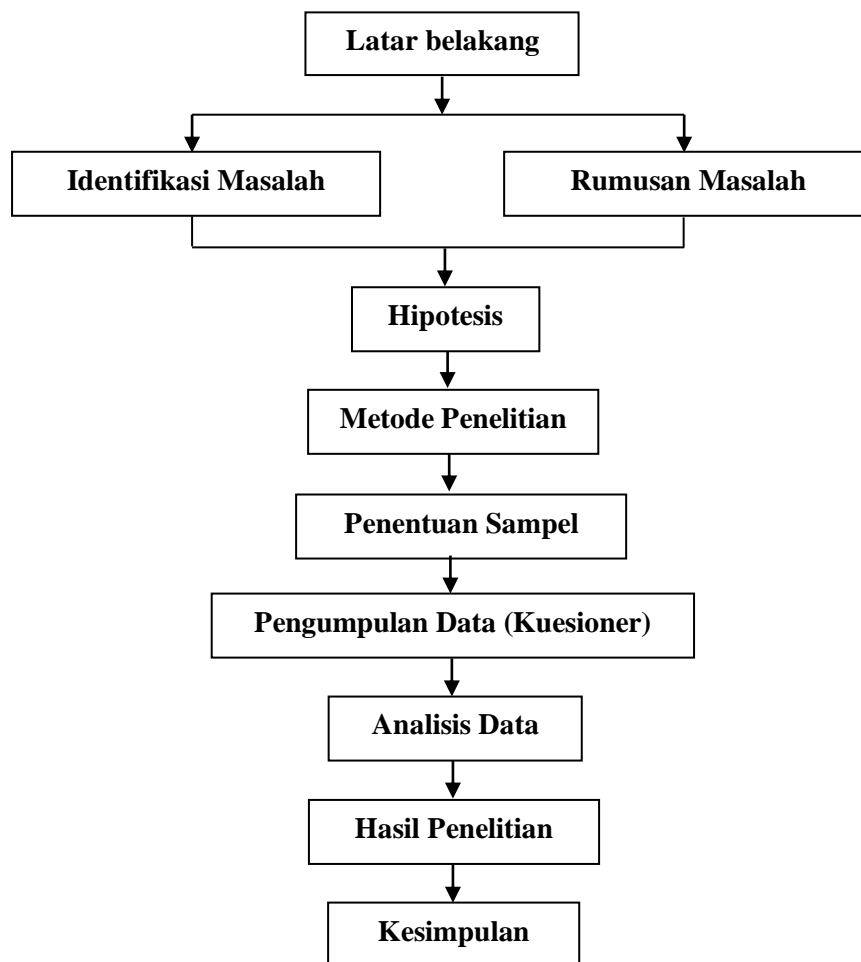 Latar belakang
Identifikasi Masalah
Rumusan Masalah
Hipotesis
Metode Penelitian
Penentuan Sampel
Pengumpulan Data (Kuesioner)
Analisis Data
Hasil Penelitian
Kesimpulan